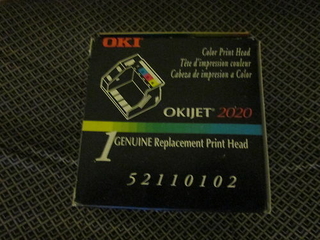 OKI
Color Print Head
Tête d'impression couleur
Cabeza de impresion a Color
OKIJET 2020
1 GENUINE Replacement Print Head
52110102